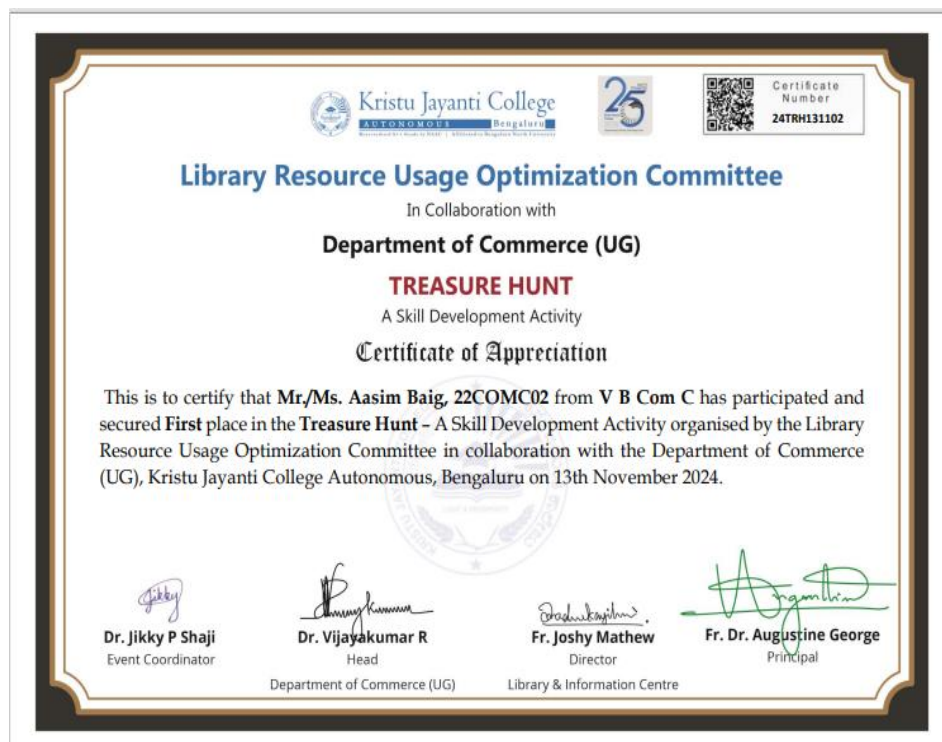 Kristu Jayanti College
AUTONOMOUS Bengaluru
25
Certificate
Number
24TRH131102
Library Resource Usage Optimization Committee
In Collaboration with
Department of Commerce (UG)
TREASURE HUNT
A Skill Development Activity
Certificate of Appreciation
This is to certify that Mr./Ms. Aasim Baig, 22COMC02 from V B Com C has participated and
secured First place in the Treasure Hunt – A Skill Development Activity organised by the Library
Resource Usage Optimization Committee in collaboration with the Department of Commerce
(UG), Kristu Jayanti College Autonomous, Bengaluru on 13th November 2024.
Jikky
Dr. Jikky P Shaji
Event Coordinator
Dr. Vijayakumar R
Head
Department of Commerce (UG)
Fr. Joshy Mathew
Director
Library & Information Centre
Fr. Dr. Augustine George
Principal